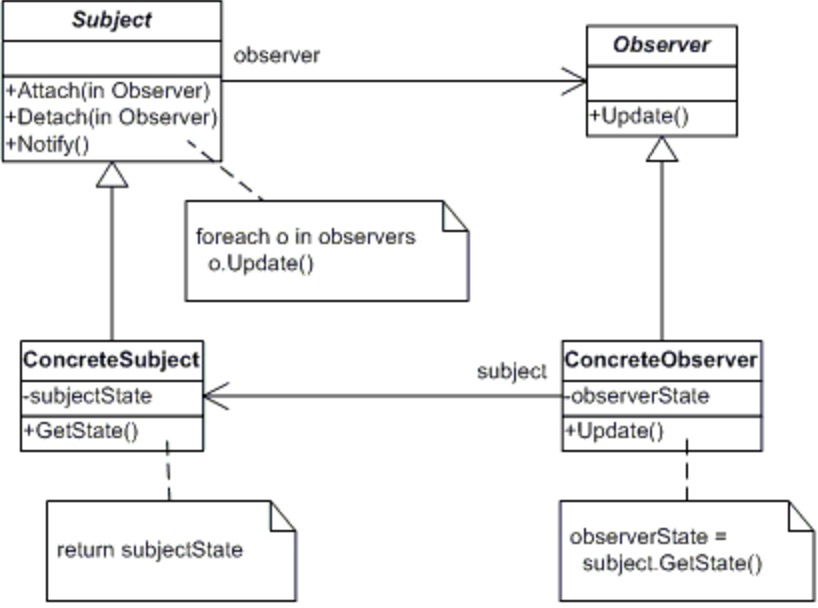 Subject
observer
Observer
+Attach(in Observer)
+Detach(in Observer)
+Notify()
+Update()
foreach o in observers
o.Update()
ConcreteSubject
-subjectState
+GetState()
subject
ConcreteObserver
-observerState
+Update()
return subjectState
observerState =
subject.GetState()